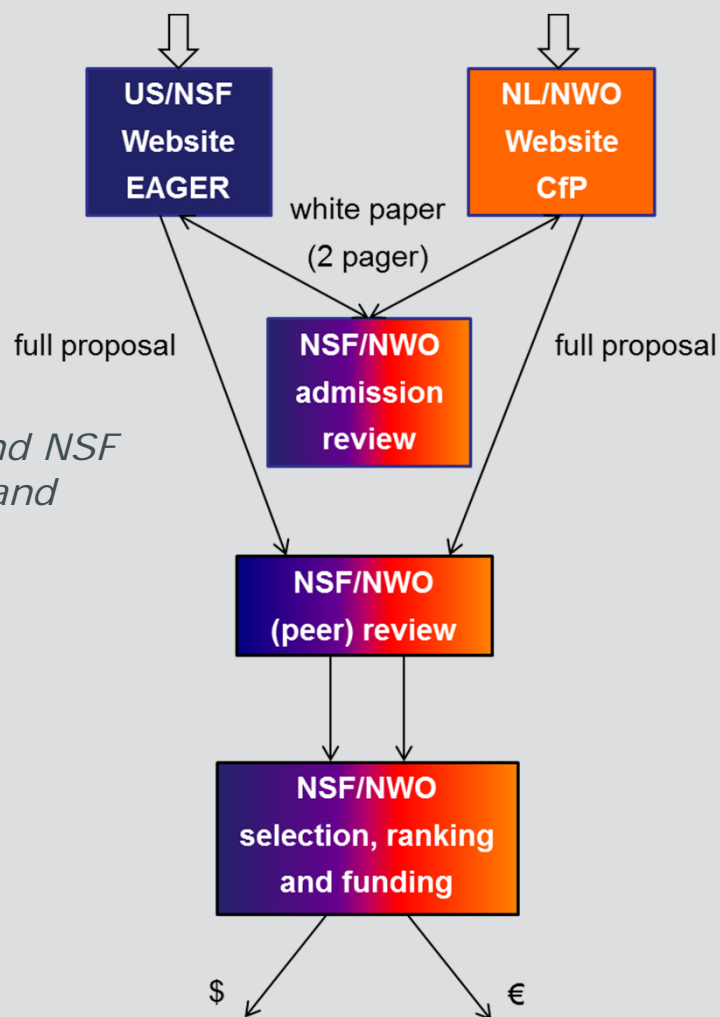 US/NSF
Website
EAGER
NL/NWO
Website
CfP
white paper
(2 pager)
full proposal
full proposal
NSF/NWO
admission
review
nd NSF
and
NSF/NWO
(peer) review
NSF/NWO
selection, ranking
and funding
$
€